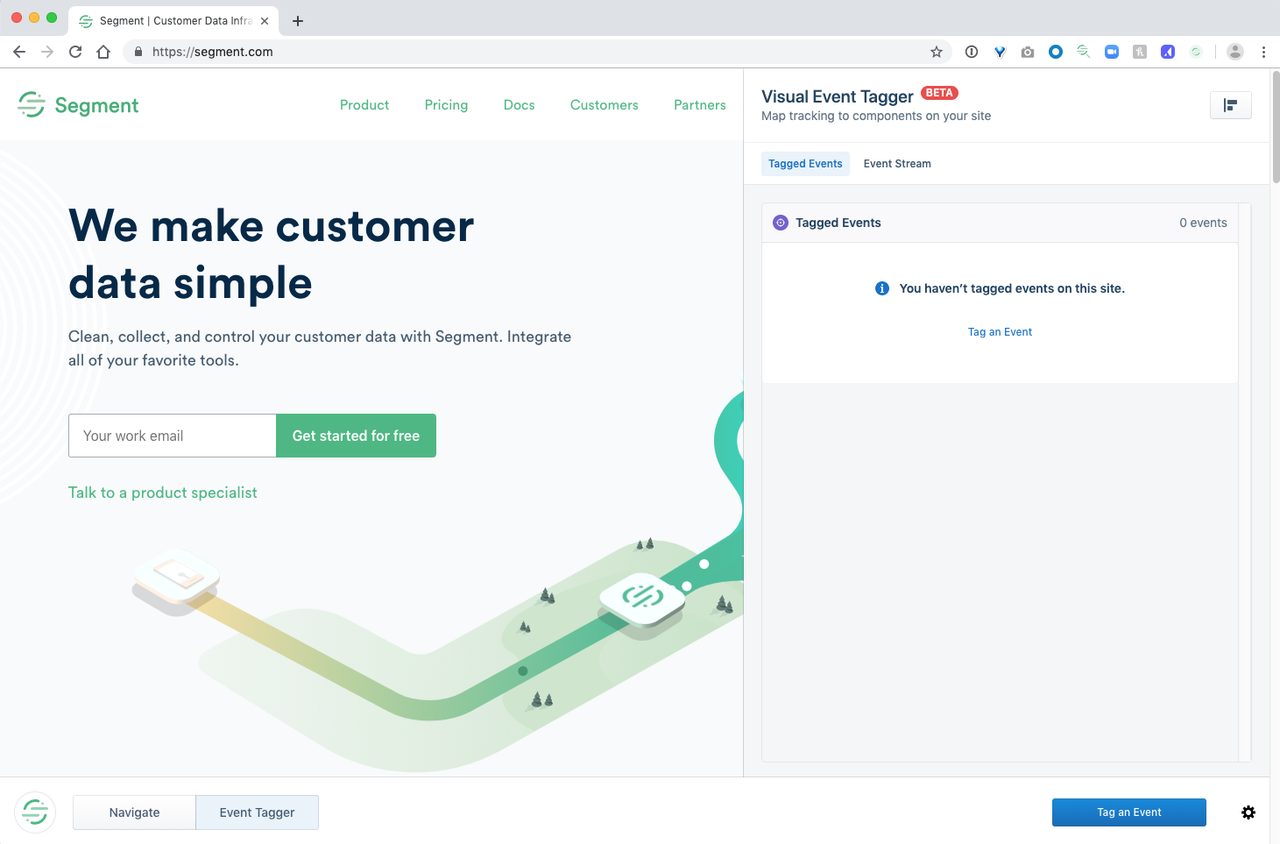 Segment | Customer Data Infra
https://segment.com
Segment
Product
Pricing
Docs
Customers
Partners
We make customer
data simple
Clean, collect, and control your customer data with Segment. Integrate
all of your favorite tools.
Your work email
Get started for free
Talk to a product specialist
Visual Event Tagger BETA
Map tracking to components on your site
Tagged Events
Event Stream
Tagged Events
0 events
You haven’t tagged events on this site.
Tag an Event
Navigate
Event Tagger
Tag an Event